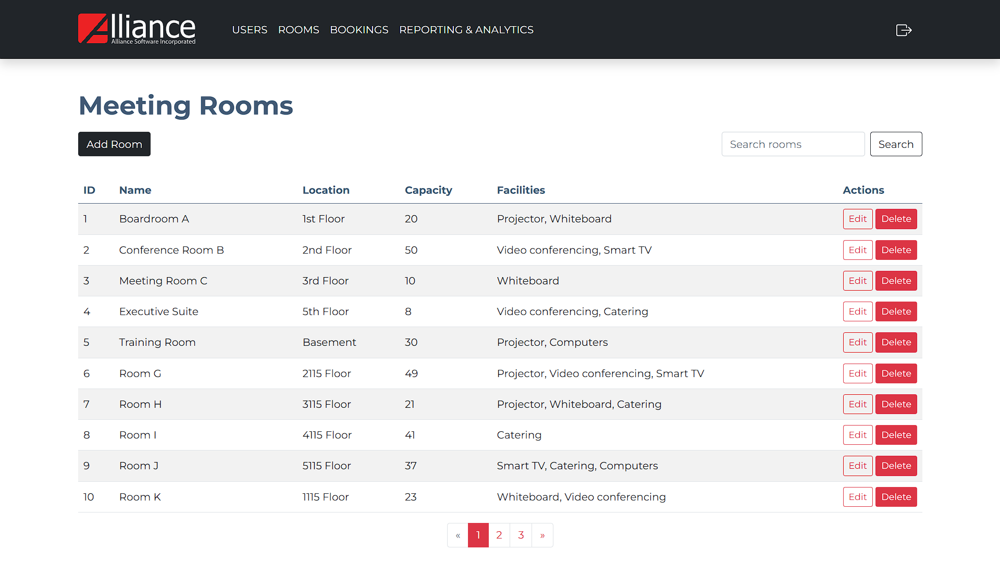 Alliance
Alliance Software Incorporated
USERS ROOMS BOOKINGS REPORTING & ANALYTICS
Meeting Rooms
Add Room Search rooms Search
ID Name Location Capacity Facilities Actions
1 Boardroom A 1st Floor 20 Projector, Whiteboard Edit Delete
2 Conference Room B 2nd Floor 50 Video conferencing, Smart TV Edit Delete
3 Meeting Room C 3rd Floor 10 Whiteboard Edit Delete
4 Executive Suite 5th Floor 8 Video conferencing, Catering Edit Delete
5 Training Room Basement 30 Projector, Computers Edit Delete
6 Room G 2115 Floor 49 Projector, Video conferencing, Smart TV Edit Delete
7 Room H 3115 Floor 21 Projector, Whiteboard, Catering Edit Delete
8 Room I 4115 Floor 41 Catering Edit Delete
9 Room J 5115 Floor 37 Smart TV, Catering, Computers Edit Delete
10 Room K 1115 Floor 23 Whiteboard, Video conferencing Edit Delete
« 1 2 3 »